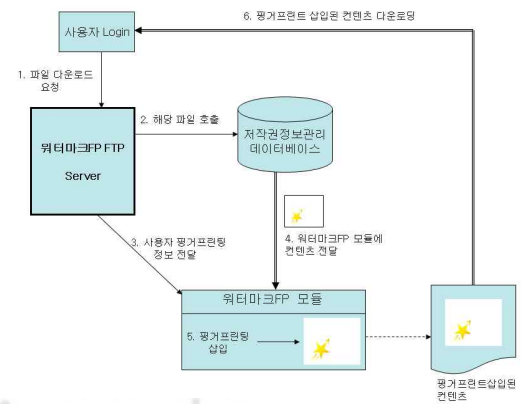 6. 핑거프린트 삽입된 컨텐츠 다운로딩
사용자 Login
1. 파일 다운로드
요청
2. 해당 파일 호출
워터마크FP FTP
Server
저작권정보관리
데이터베이스
3. 사용자 핑거프린팅
정보 전달
4. 워터마크FP 모듈에
컨텐츠 전달
워터마크FP 모듈
5. 핑거프린팅
삽입
핑거프린트삽입된
컨텐츠